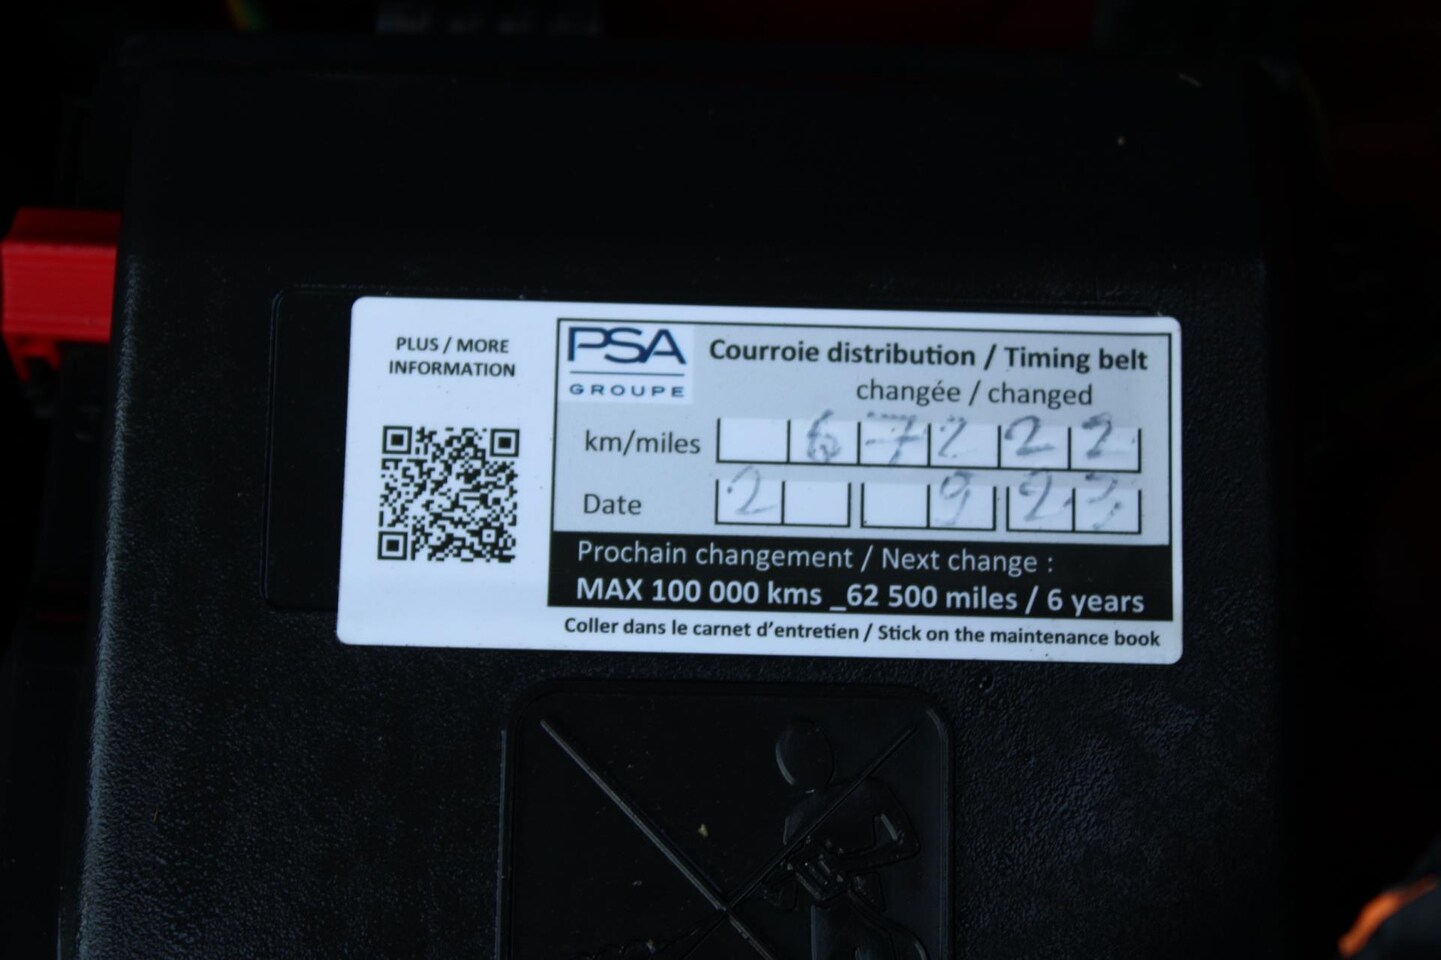 PLUS / MORE
INFORMATION
PSA
GROUPE
Courroie distribution / Timing belt
changée / changed
km/miles 67222
Date 2 9 23
Prochain changement / Next change :
MAX 100 000 kms _62 500 miles / 6 years
Coller dans le carnet d'entretien / Stick on the maintenance book